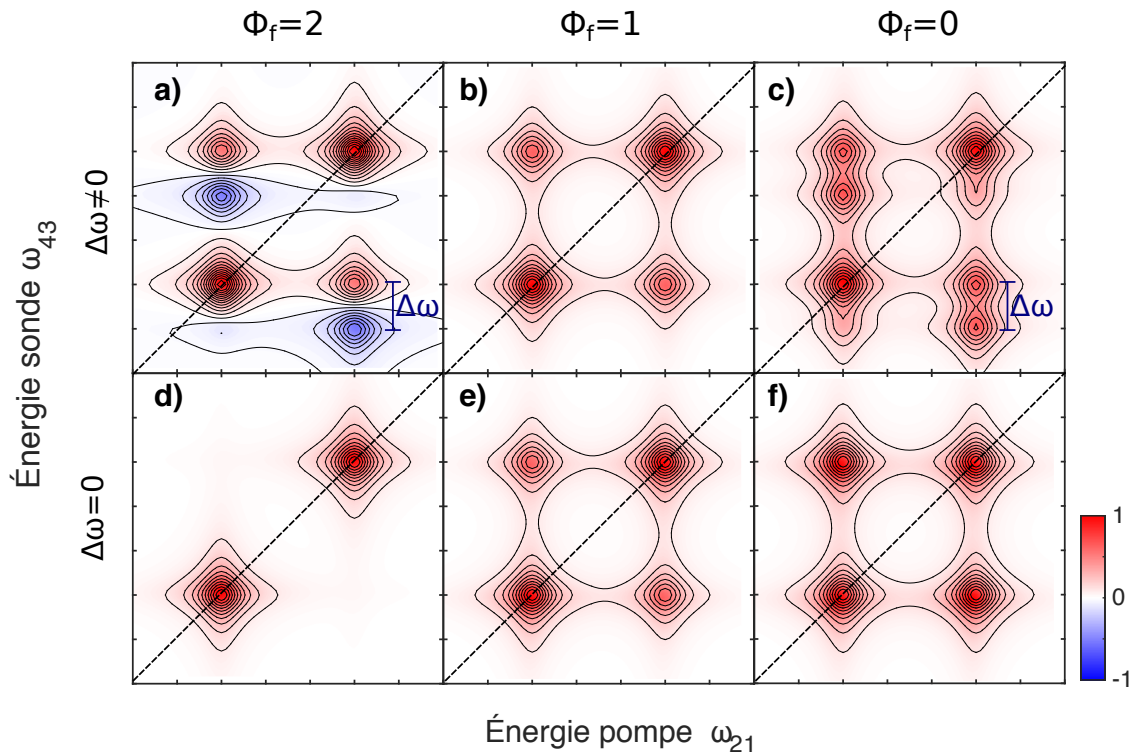 Φf=2 Φf=1 Φf=0
a) b) c)
Δω≠0
Δω Δω
Énergie sonde ω43
d) e) f)
Δω=0
1
0
-1
Énergie pompe ω21